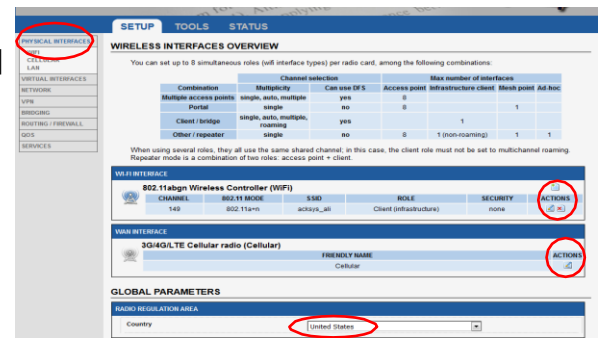 SETUP TOOLS STATUS
PHYSICAL INTERFACES
WIFI
CELLULAR
LAN
VIRTUAL INTERFACES
NETWORK
VPN
BRIDGING
ROUTING / FIREWALL
QOS
SERVICES
WIRELESS INTERFACES OVERVIEW
You can set up to 8 simultaneous roles (wifi interface types) per radio card, among the following combinations:
Channel selection Max number of interfaces
Combination Multiplicity Can use DFS Access point Infrastructure client Mesh point Ad-hoc
Multiple access points single, auto, multiple yes 8
Portal single no 8 1
Client / bridge single, auto, multiple, roaming yes 1
Other / repeater single no 8 1 (non-roaming) 1 1
When using several roles, they all use the same shared channel; in this case, the client role must not be set to multichannel roaming.
Repeater mode is a combination of two roles: access point + client.
WI-FI INTERFACE
802.11abgn Wireless Controller (WiFi)
CHANNEL 802.11 MODE SSID ROLE SECURITY ACTIONS
149 802.11a+n acksys_ali Client (infrastructure) none
WAN INTERFACE
3G/4G/LTE Cellular radio (Cellular)
FRIENDLY NAME ACTIONS
Cellular
GLOBAL PARAMETERS
RADIO REGULATION AREA
Country United States